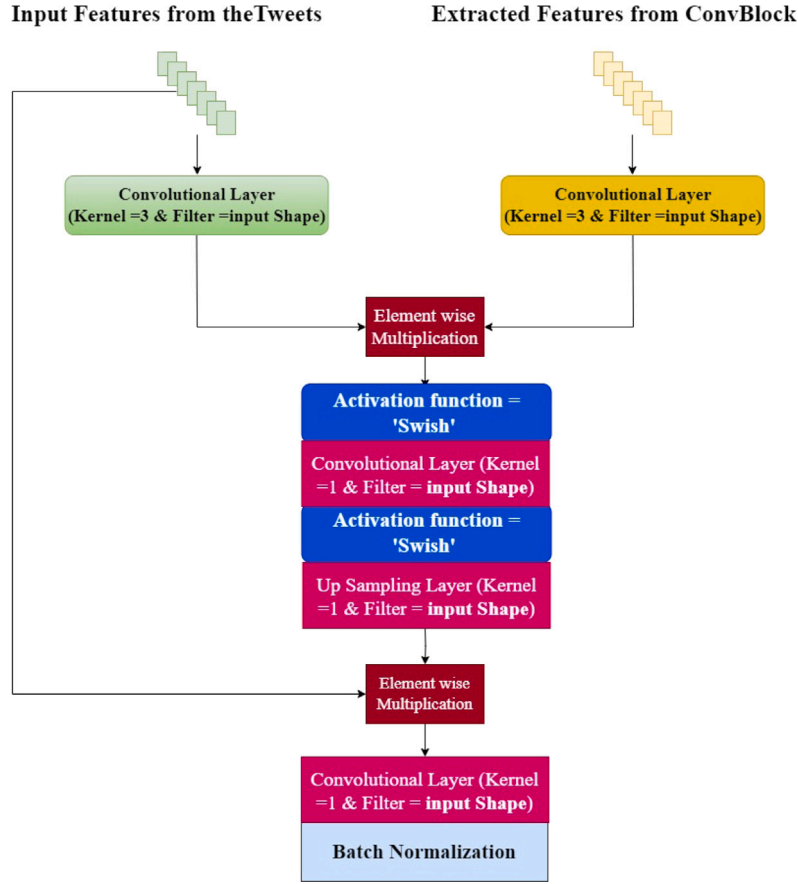 Input Features from theTweets
Extracted Features from ConvBlock
Convolutional Layer
(Kernel =3 & Filter =input Shape)
Convolutional Layer
(Kernel =3 & Filter =input Shape)
Element wise
Multiplication
Activation function =
'Swish'
Convolutional Layer (Kernel
=1 & Filter = input Shape)
Activation function =
'Swish'
Up Sampling Layer (Kernel
=1 & Filter = input Shape)
Element wise
Multiplication
Convolutional Layer (Kernel
=1 & Filter = input Shape)
Batch Normalization